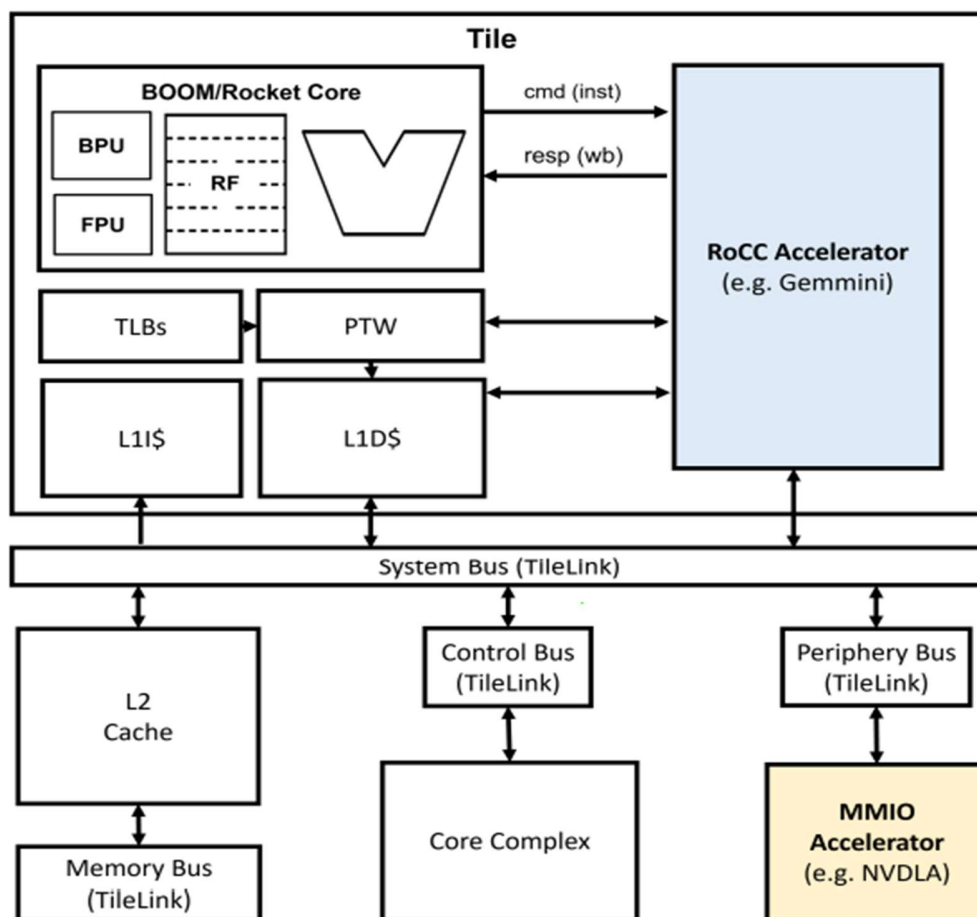 Tile
BOOM/Rocket Core
BPU
FPU
RF
cmd (inst)
resp (wb)
RoCC Accelerator
(e.g. Gemmini)
TLBs
PTW
L1I$
L1D$
System Bus (TileLink)
L2
Cache
Control Bus
(TileLink)
Periphery Bus
(TileLink)
Memory Bus
(TileLink)
Core Complex
MMIO
Accelerator
(e.g. NVDLA)